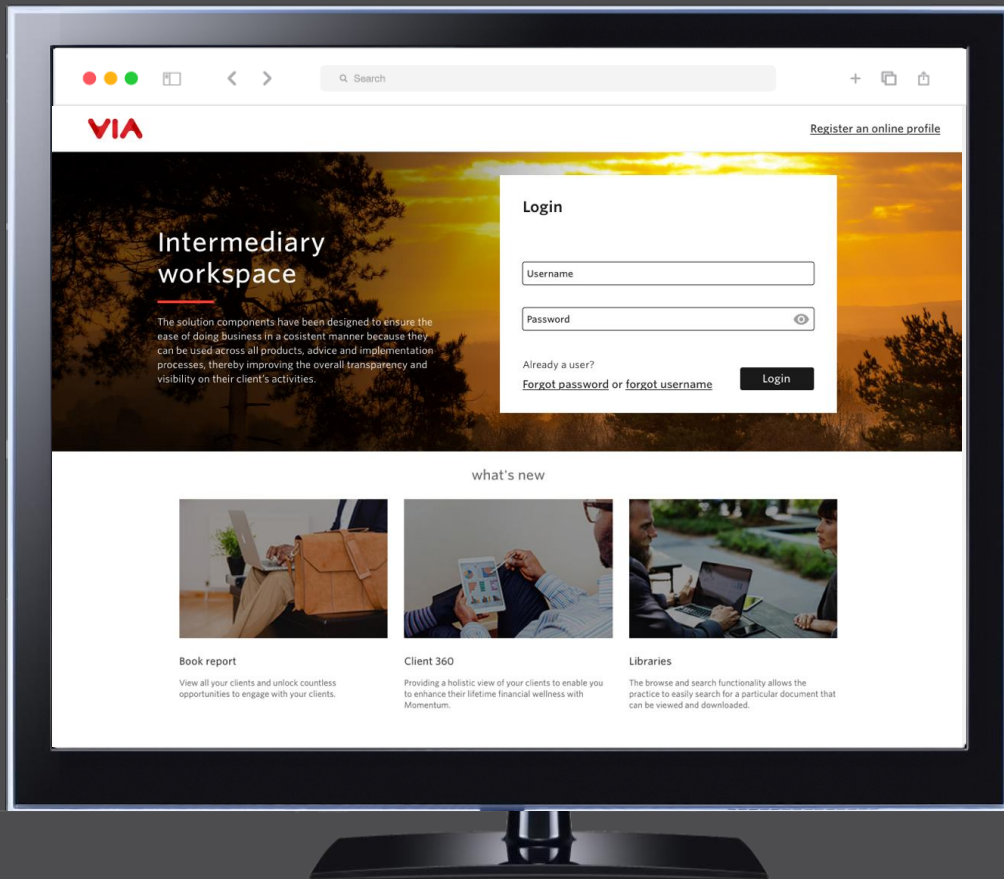 Search
VIA
Register an online profile
Intermediary
workspace
The solution components have been designed to ensure the
ease of doing business in a cosistent manner because they
can be used across all products, advice and implementation
processes, thereby improving the overall transparency and
visibility on their client's activities.
Login
Username
Password
Already a user?
Forgot password or forgot username
Login
what's new
Book report
View all your clients and unlock countless
opportunities to engage with your clients.
Client 360
Providing a holistic view of your clients to enable you
to enhance their lifetime financial wellness with
Momentum.
Libraries
The browse and search functionality allows the
practice to easily search for a particular document that
can be viewed and downloaded.